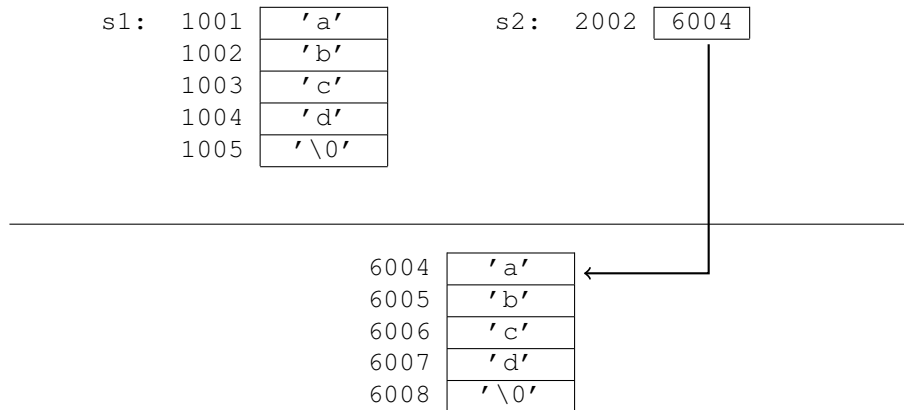 s1: 1001 'a' s2: 2002 6004
1002 'b'
1003 'c'
1004 'd'
1005 '\0'
6004 'a'
6005 'b'
6006 'c'
6007 'd'
6008 '\0'